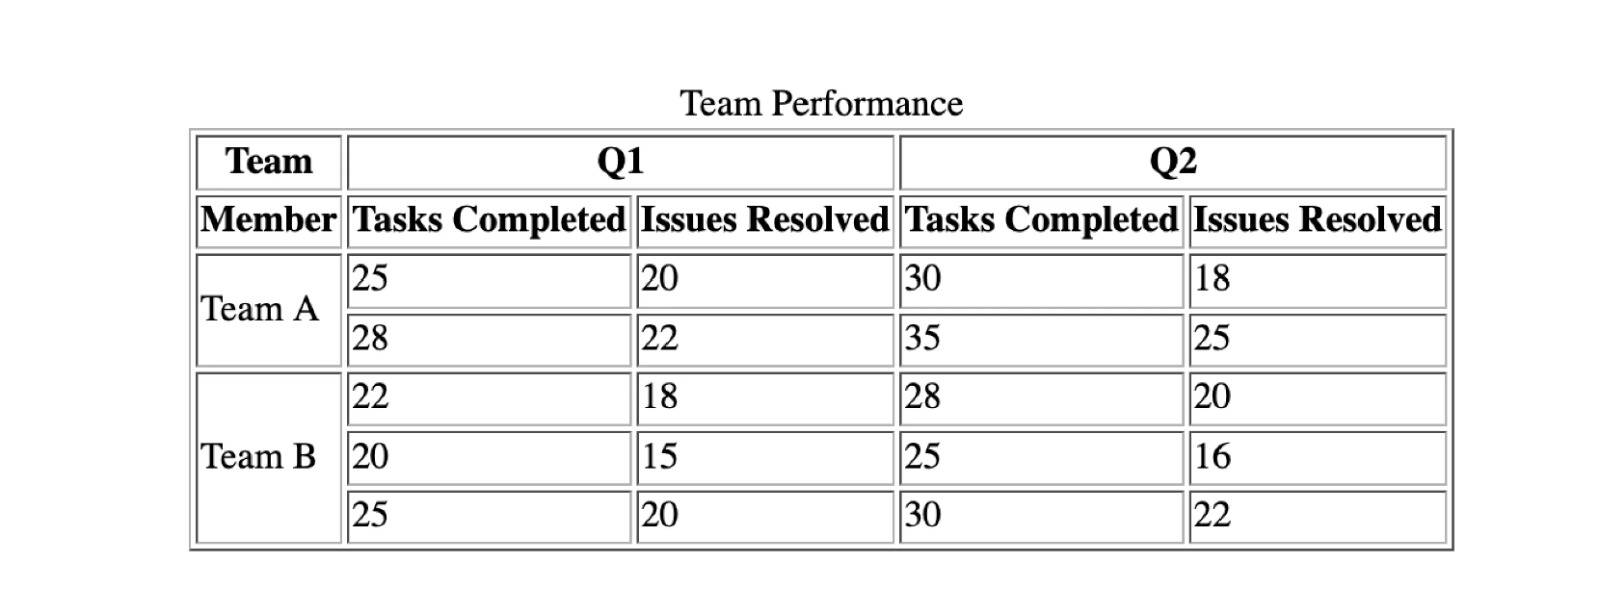 Team Performance
Team Q1 Q2
Member Tasks Completed Issues Resolved Tasks Completed Issues Resolved
Team A 25 20 30 18
28 22 35 25
22 18 28 20
Team B 20 15 25 16
25 20 30 22